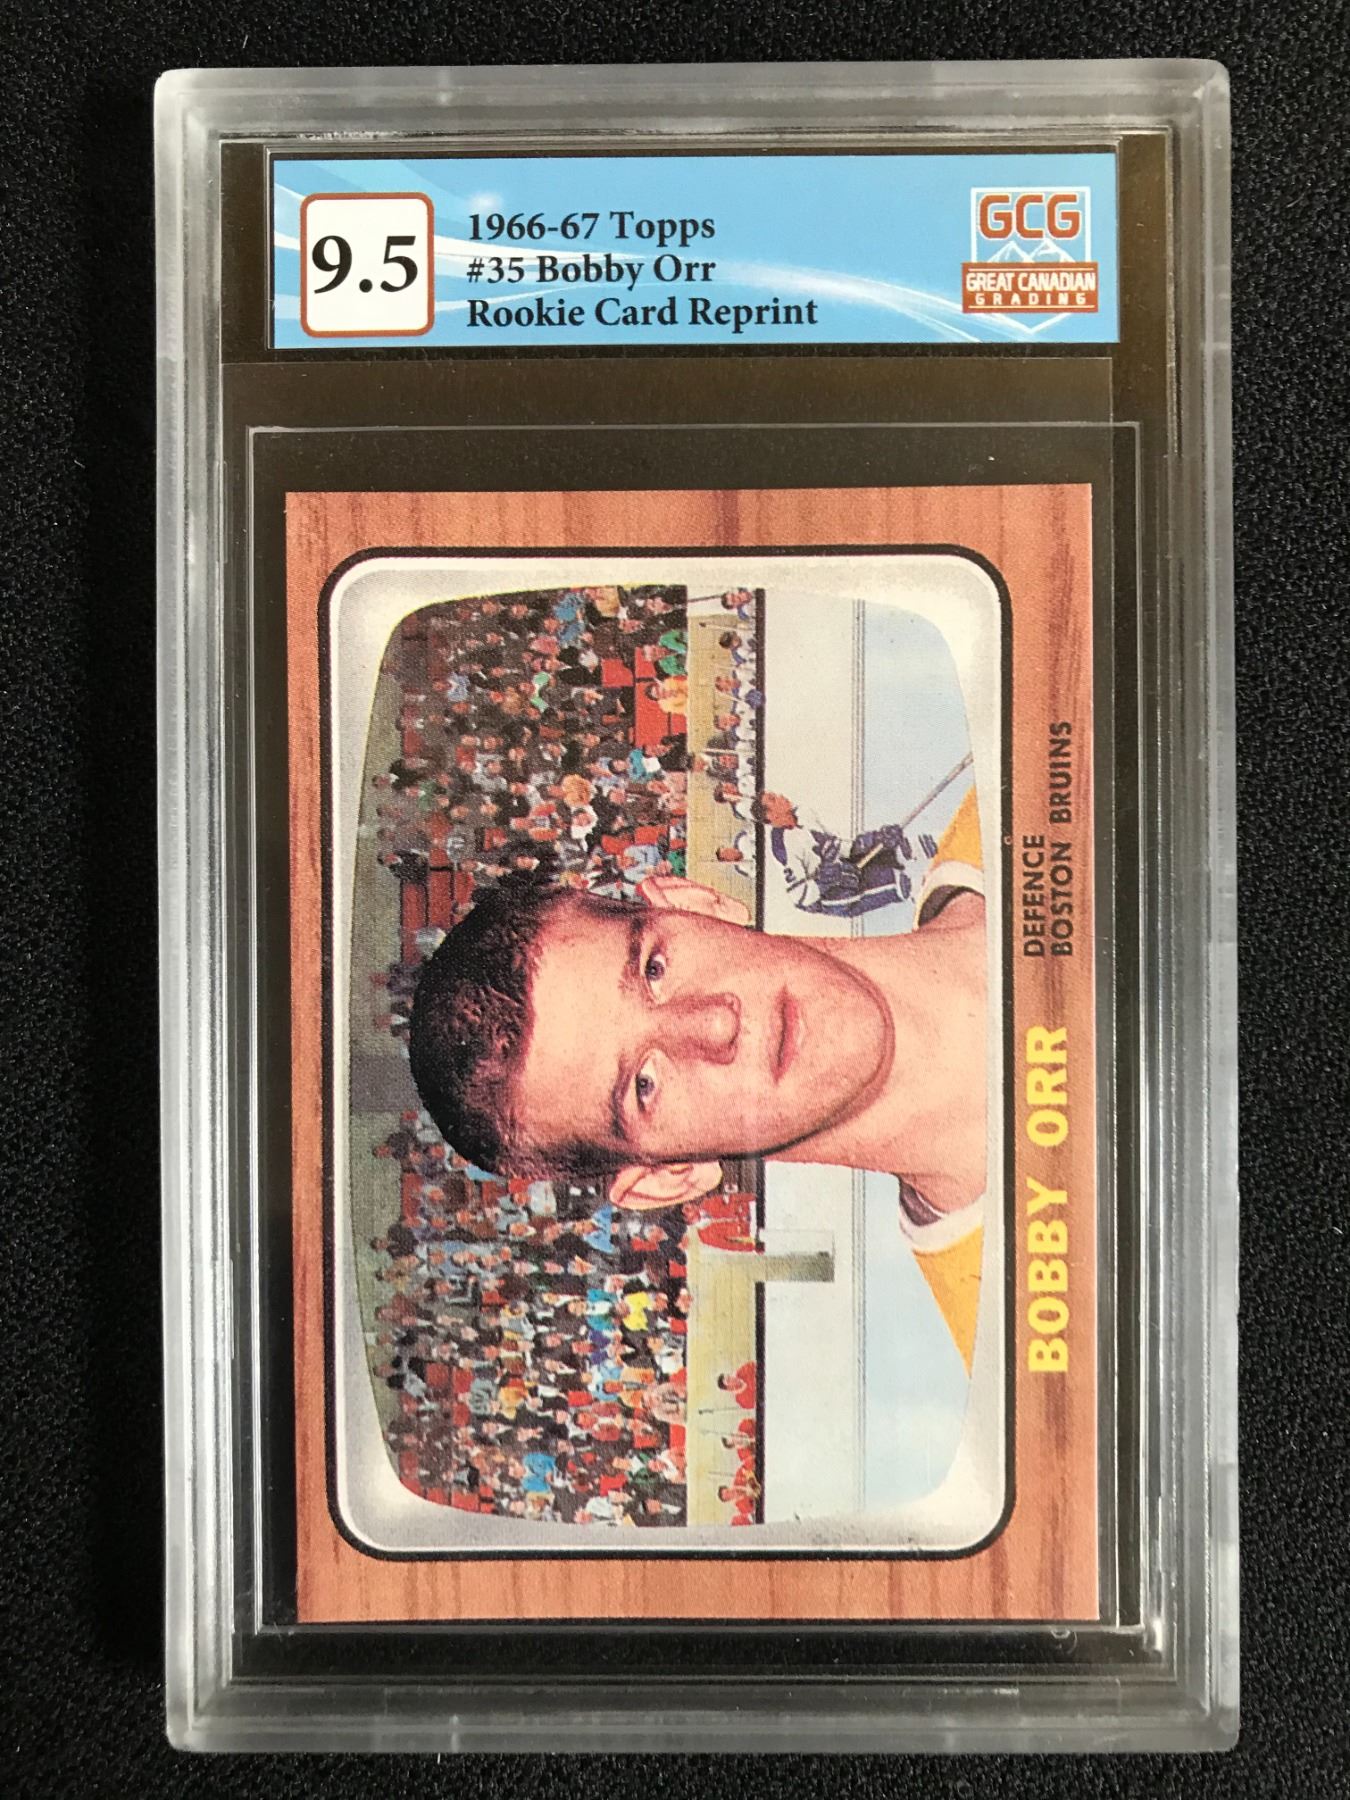 9.5
1966-67 Topps
#35 Bobby Orr
Rookie Card Reprint
GCG
GREAT CANADIAN
GRADING
BOBBY ORR
DEFENCE
BOSTON BRUINS
2